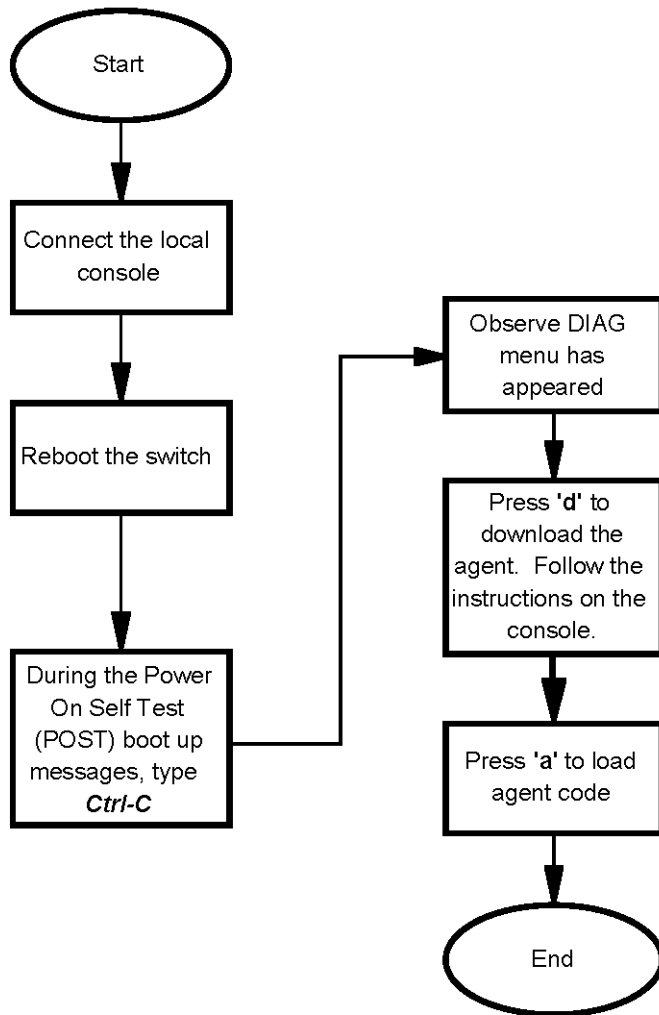 Start
Connect the local
console
Reboot the switch
During the Power
On Self Test
(POST) boot up
messages, type
Ctrl-C
Observe DIAG
menu has
appeared
Press 'd' to
download the
agent.  Follow the
instructions on the
console.
Press 'a' to load
agent code
End